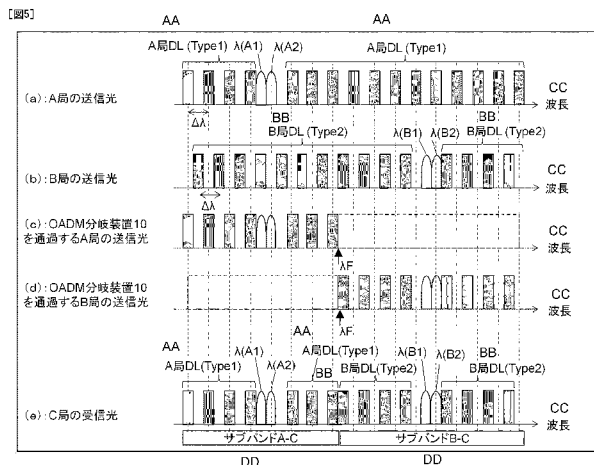 [図5]
AA AA
A局DL(Type1) λ(A1) λ(A2) A局DL(Type1)
(a):A局の送信光
CC
波長
Δλ
BB BB
B局DL(Type2) λ(B1) λ(B2) B局DL(Type2)
(b):B局の送信光
CC
波長
Δλ
(c):OADM分岐装置10
を通過するA局の送信光
CC
波長
λF
(d):OADM分岐装置10
を通過するB局の送信光
CC
波長
λF
AA AA BB
A局DL(Type1) λ(A1) λ(A2) A局DL(Type1) λ(B1) λ(B2)
BB B局DL(Type2) B局DL(Type2)
(e):C局の受信光
CC
波長
サブバンドA-C サブバンドB-C
DD DD